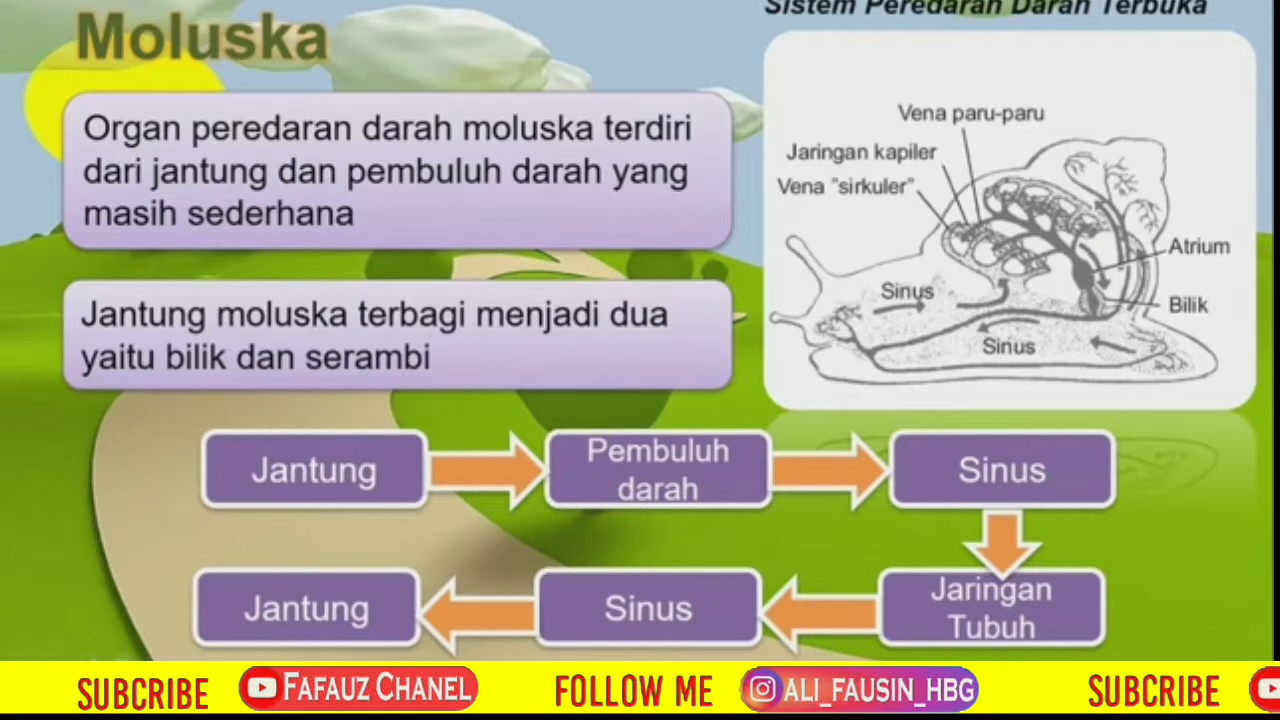 Sistem Peredaran Darah Terbuka
Moluska
Organ peredaran darah moluska terdiri
dari jantung dan pembuluh darah yang
masih sederhana
Jantung moluska terbagi menjadi dua
yaitu bilik dan serambi
Vena paru-paru
Jaringan kapiler
Vena "sirkuler"
Atrium
Sinus
Bilik
Sinus
Jantung
Pembuluh
darah
Sinus
Jantung
Sinus
Jaringan
Tubuh
SUBCRIBE FAFAUZ CHANEL FOLLOW ME ALI_FAUSIN_HBG SUBCRIBE